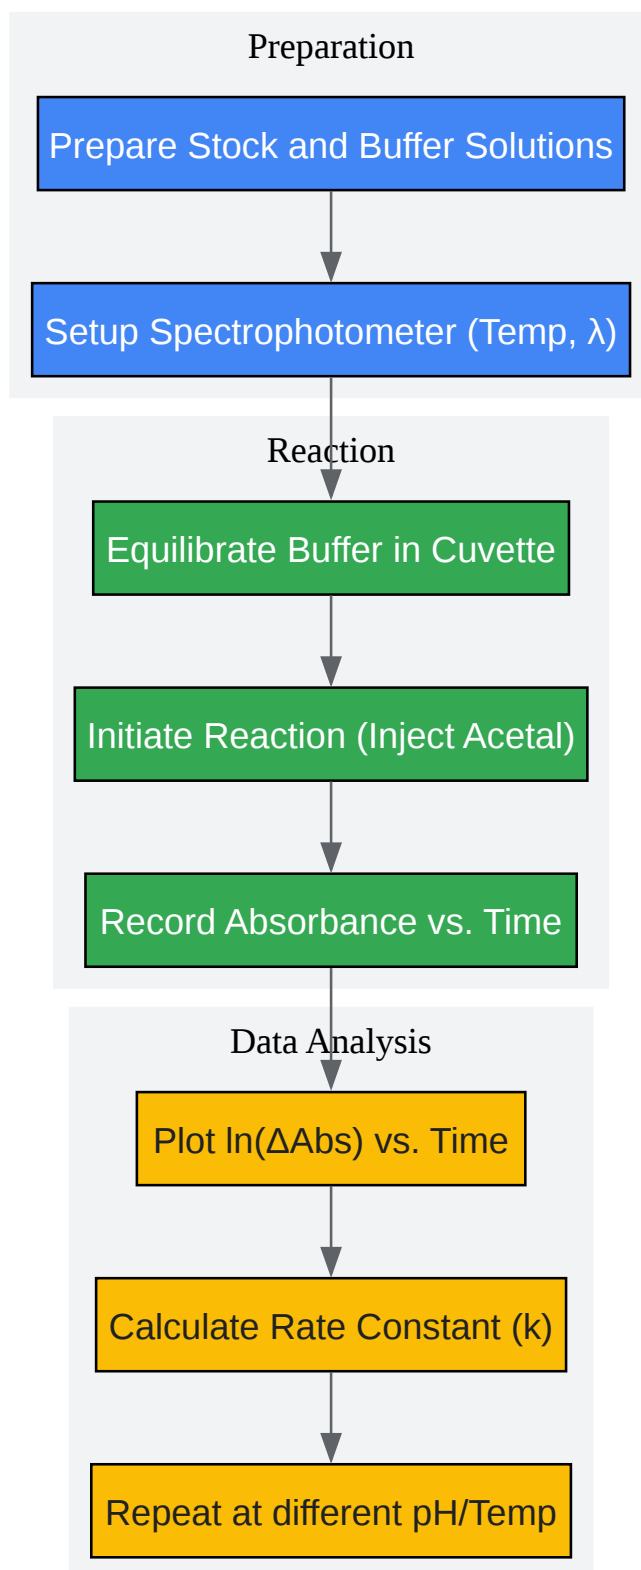 Preparation
Prepare Stock and Buffer Solutions
Setup Spectrophotometer (Temp, λ)
Reaction
Equilibrate Buffer in Cuvette
Initiate Reaction (Inject Acetal)
Record Absorbance vs. Time
Data Analysis
Plot ln(ΔAbs) vs. Time
Calculate Rate Constant (k)
Repeat at different pH/Temp